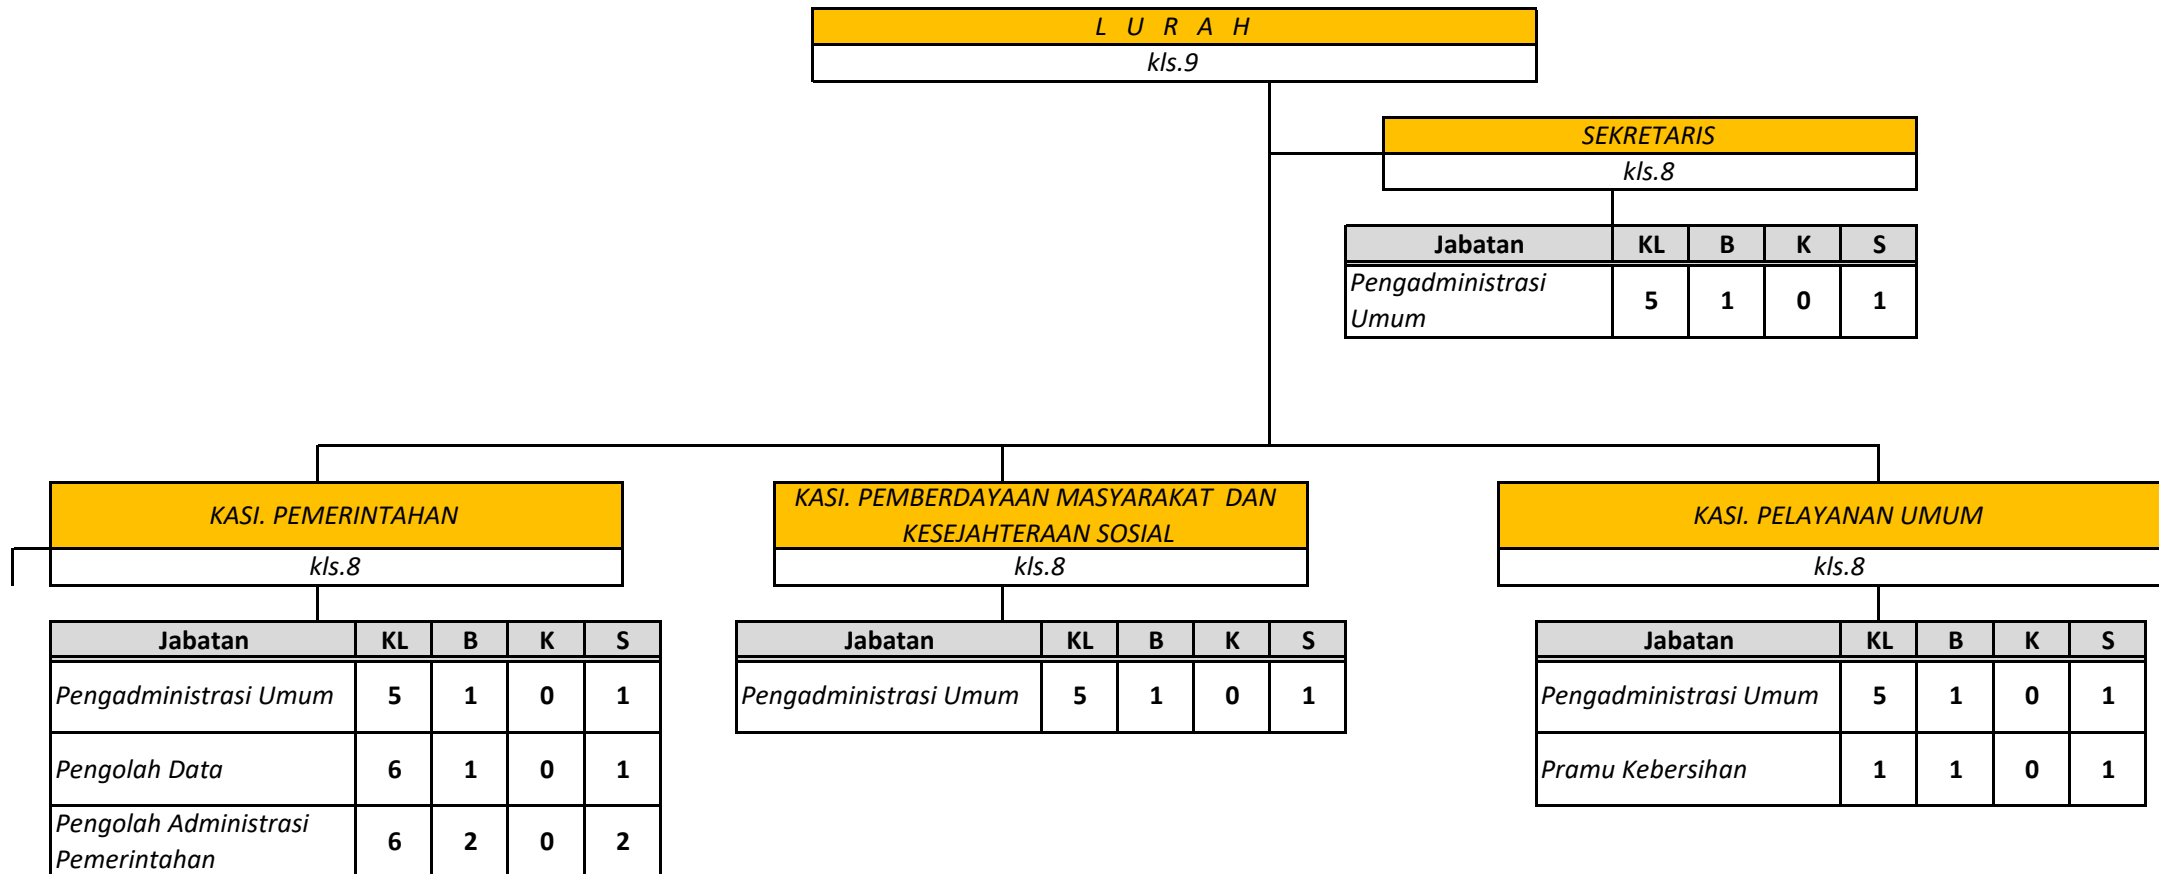 L U R A H
kls.9
SEKRETARIS
kls.8
Jabatan KL B K S
Pengadministrasi
Umum 5 1 0 1
KASI. PEMERINTAHAN
kls.8
Jabatan KL B K S
Pengadministrasi Umum 5 1 0 1
Pengolah Data 6 1 0 1
Pengolah Administrasi
Pemerintahan 6 2 0 2
KASI. PEMBERDAYAAN MASYARAKAT DAN
KESEJAHTERAAN SOSIAL
kls.8
Jabatan KL B K S
Pengadministrasi Umum 5 1 0 1
KASI. PELAYANAN UMUM
kls.8
Jabatan KL B K S
Pengadministrasi Umum 5 1 0 1
Pramu Kebersihan 1 1 0 1